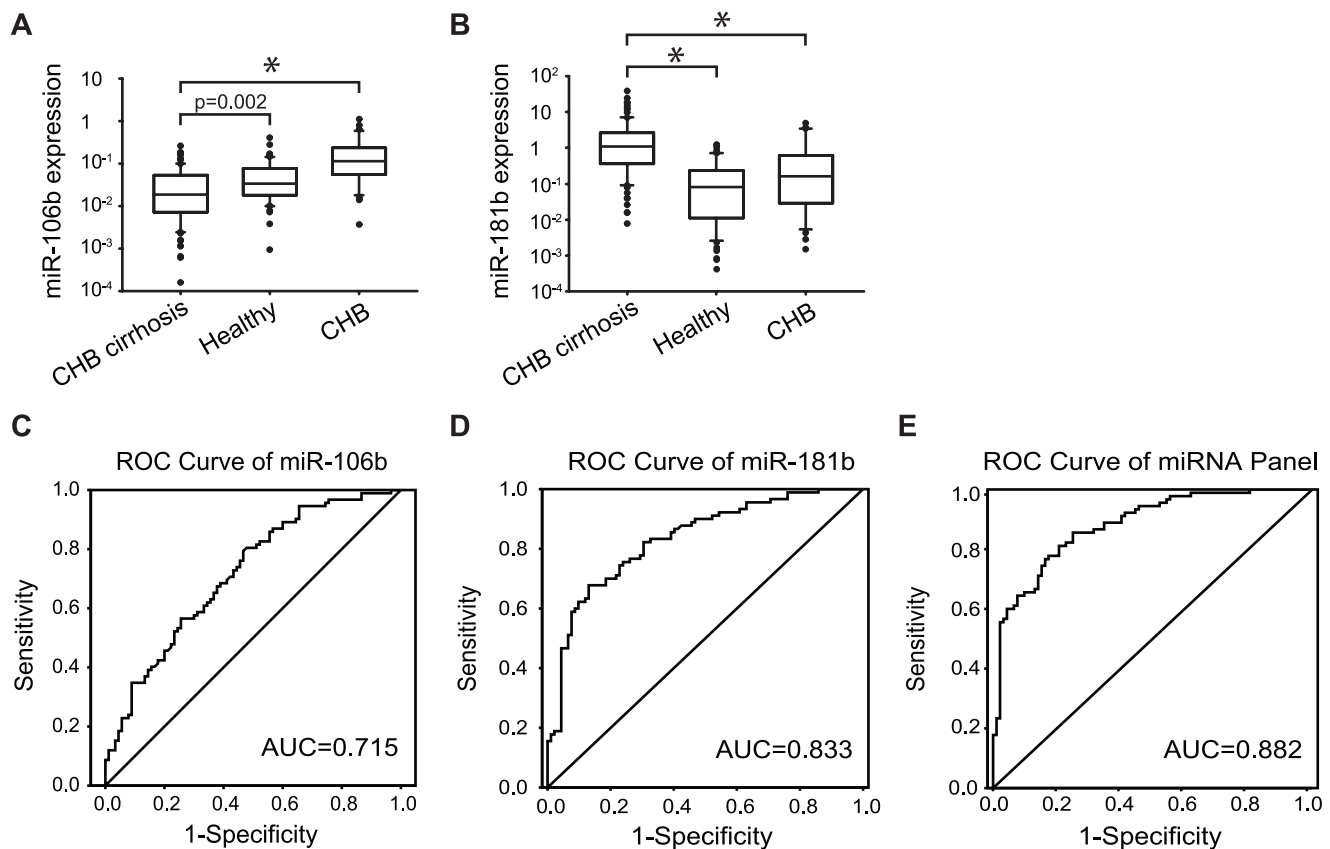 A
miR-106b expression
10
1
10-1
10-2
10-3
10-4
*
p=0.002
CHB cirrhosis
Healthy
CHB
B
miR-181b expression
102
10
1
10-1
10-2
10-3
10-4
*
*
CHB cirrhosis
Healthy
CHB
C
ROC Curve of miR-106b
Sensitivity
1.0
0.8
0.6
0.4
0.2
0.0
AUC=0.715
0.0 0.2 0.4 0.6 0.8 1.0
1-Specificity
D
ROC Curve of miR-181b
Sensitivity
1.0
0.8
0.6
0.4
0.2
0.0
AUC=0.833
0.0 0.2 0.4 0.6 0.8 1.0
1-Specificity
E
ROC Curve of miRNA Panel
Sensitivity
1.0
0.8
0.6
0.4
0.2
0.0
AUC=0.882
0.0 0.2 0.4 0.6 0.8 1.0
1-Specificity